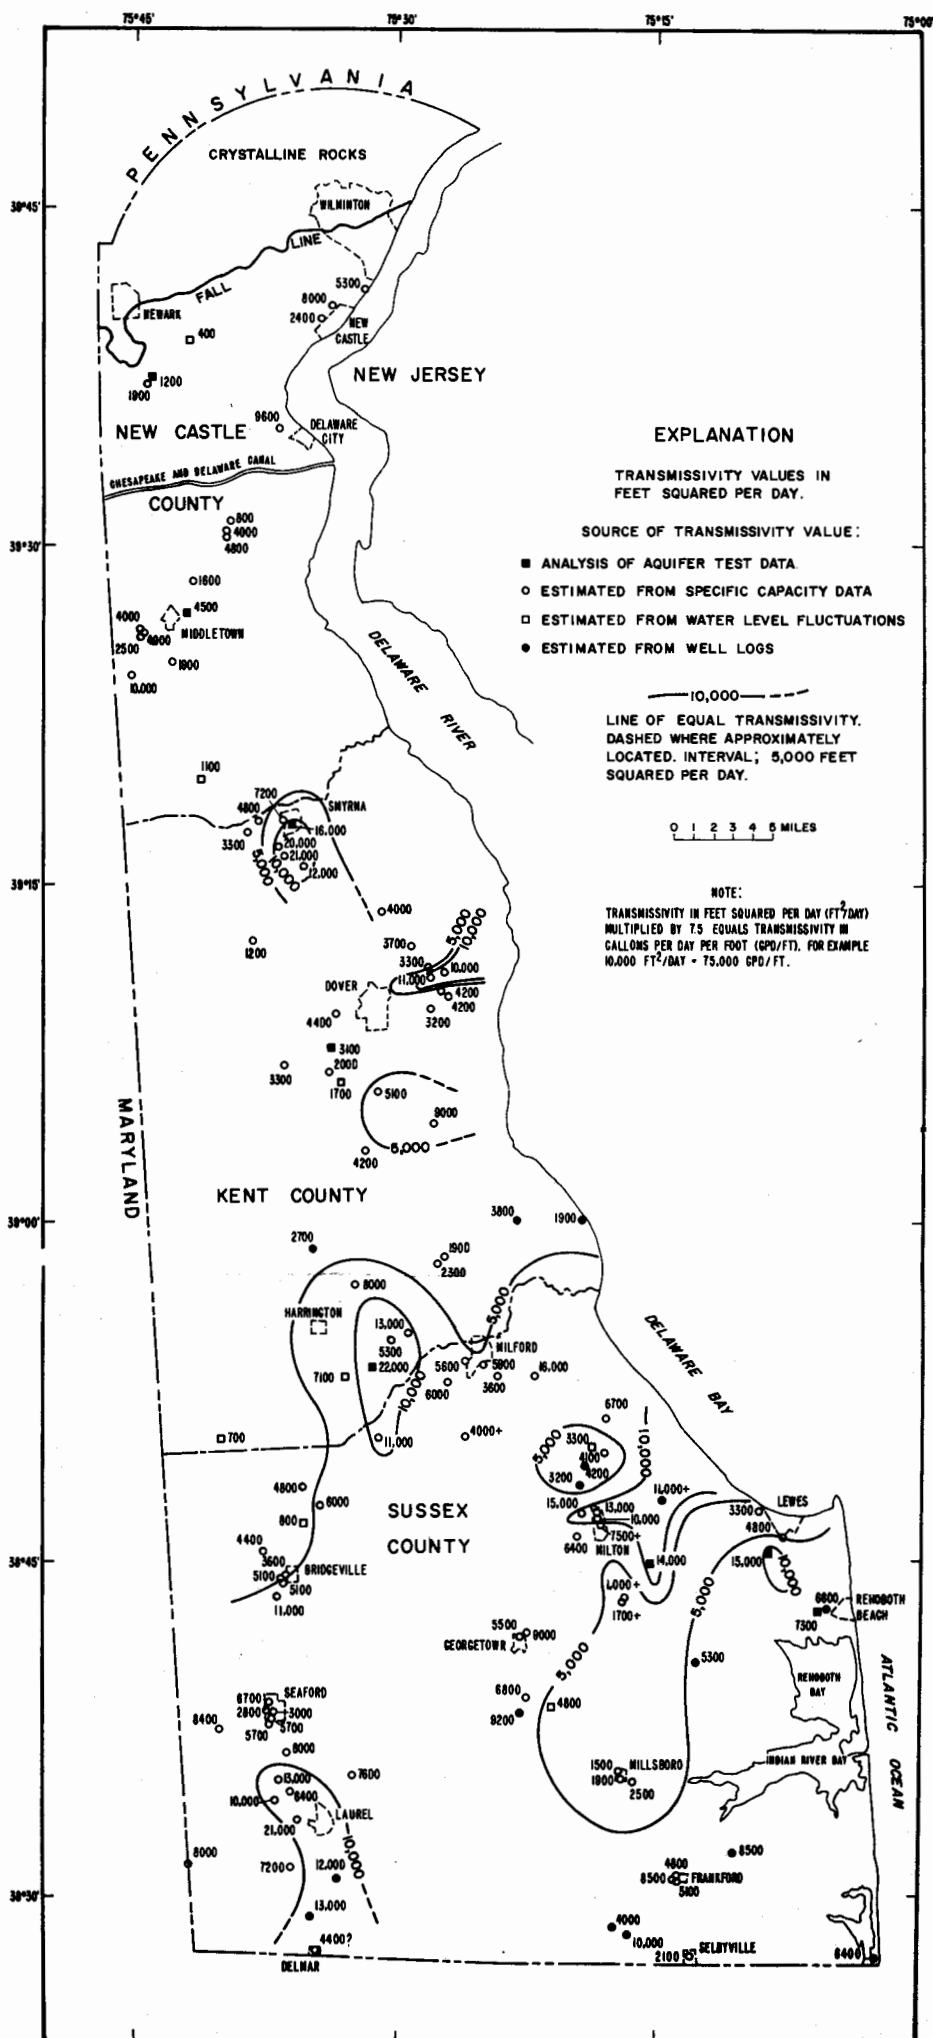 75°45'
75°30'
75°15'
75°00'
PENNSYLVANIA
CRYSTALLINE ROCKS
39°45'
WILMINTON
FALL LINE
5300
8000
2400
NEW CASTLE
NEWARK
400
1200
1900
NEW JERSEY
9600
DELAWARE CITY
NEW CASTLE
CHESAPEAKE AND DELAWARE CANAL
COUNTY
EXPLANATION
TRANSMISSIVITY VALUES IN
FEET SQUARED PER DAY.
SOURCE OF TRANSMISSIVITY VALUE:
ANALYSIS OF AQUIFER TEST DATA
ESTIMATED FROM SPECIFIC CAPACITY DATA
ESTIMATED FROM WATER LEVEL FLUCTUATIONS
ESTIMATED FROM WELL LOGS
10,000
LINE OF EQUAL TRANSMISSIVITY.
DASHED WHERE APPROXIMATELY
LOCATED. INTERVAL; 5,000 FEET
SQUARED PER DAY.
0 1 2 3 4 5 MILES
NOTE:
TRANSMISSIVITY IN FEET SQUARED PER DAY (FT²/DAY)
MULTIPLIED BY 7.5 EQUALS TRANSMISSIVITY IN
GALLONS PER DAY PER FOOT (GPD/FT). FOR EXAMPLE
10,000 FT²/DAY = 75,000 GPD/FT.
800
4000
4800
39°30'
1600
4500
4000
MIDDLETOWN
2500
10,000
DELAWARE RIVER
1100
7200
SMYRNA
4800
16,000
3300
20,000
21,000
12,000
5,000
10,000
39°15'
4000
5,000
10,000
1200
3700
3300
10,000
11,000
DOVER
4200
4200
3200
4400
3100
2000
3300
1700
5100
9000
5,000
4200
MARYLAND
KENT COUNTY
39°00'
3800
1900
2700
1900
2300
8000
5,000
HARRINGTON
13,000
5300
MILFORD
22,000
5600
5900
16,000
7100
10,000
6000
3600
DELAWARE BAY
6700
700
11,000
4000+
5,000
3300
4100
4200
3200
10,000
4800
6000
SUSSEX
COUNTY
15,000
13,000
11,000+
10,000
3300
LEWES
800
7500+
6400
MILTON
4800
4400
3600
38°45'
5100
BRIDGEVILLE
5100
14,000
15,000
10,000
11,000
1700+
5,000
6600
REHOBOTH BEACH
7300
5500
9000
GEORGETOWN
5,000
5300
REHOBOTH BAY
ATLANTIC OCEAN
6800
4800
9200
6700
SEAFORD
2800
3000
5700
5700
8400
8000
INDIAN RIVER BAY
1500
MILLSBORO
1900
2500
13,000
7600
10,000
6400
LAUREL
21,000
10,000
8000
7200
12,000
8500
4800
8500
FRANKFORD
5100
38°30'
13,000
4000
10,000
4400?
DELMAR
2100
SELBYVILLE
6400